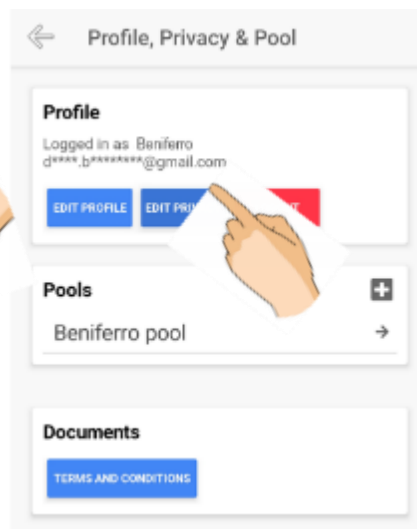 Profile, Privacy & Pool
Profile
Logged in as Beniferro
d****.b********@gmail.com
EDIT PROFILE EDIT
Pools
Beniferro pool
Documents
TERMS AND CONDITIONS